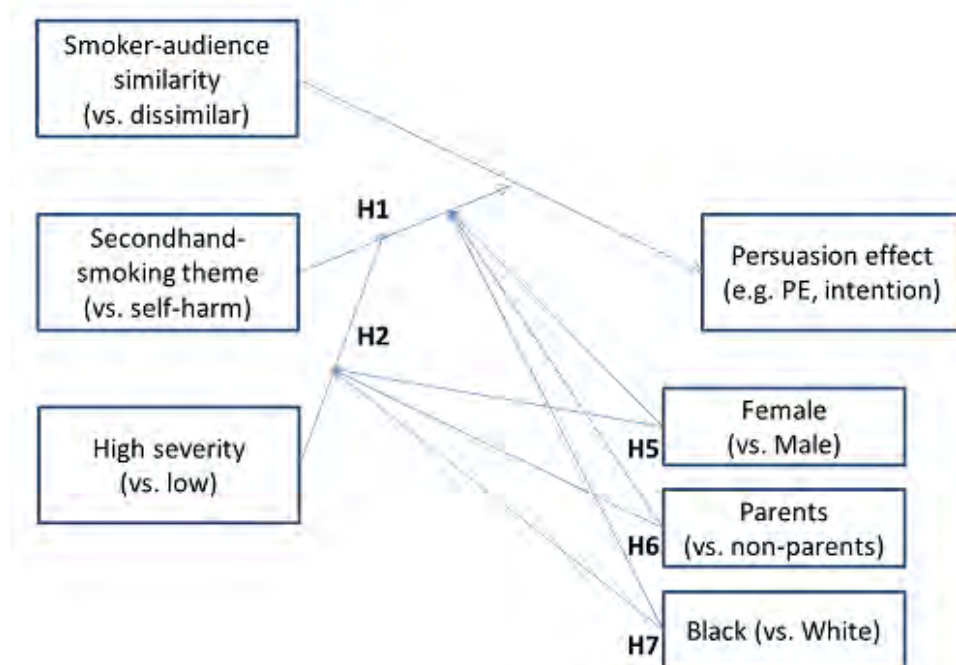 Smoker-audience
similarity
(vs. dissimilar)
H1
Secondhand-
smoking theme
(vs. self-harm)
Persuasion effect
(e.g. PE, intention)
H2
High severity
(vs. low)
Female
(vs. Male)
H5
Parents
(vs. non-parents)
H6
Black (vs. White)
H7